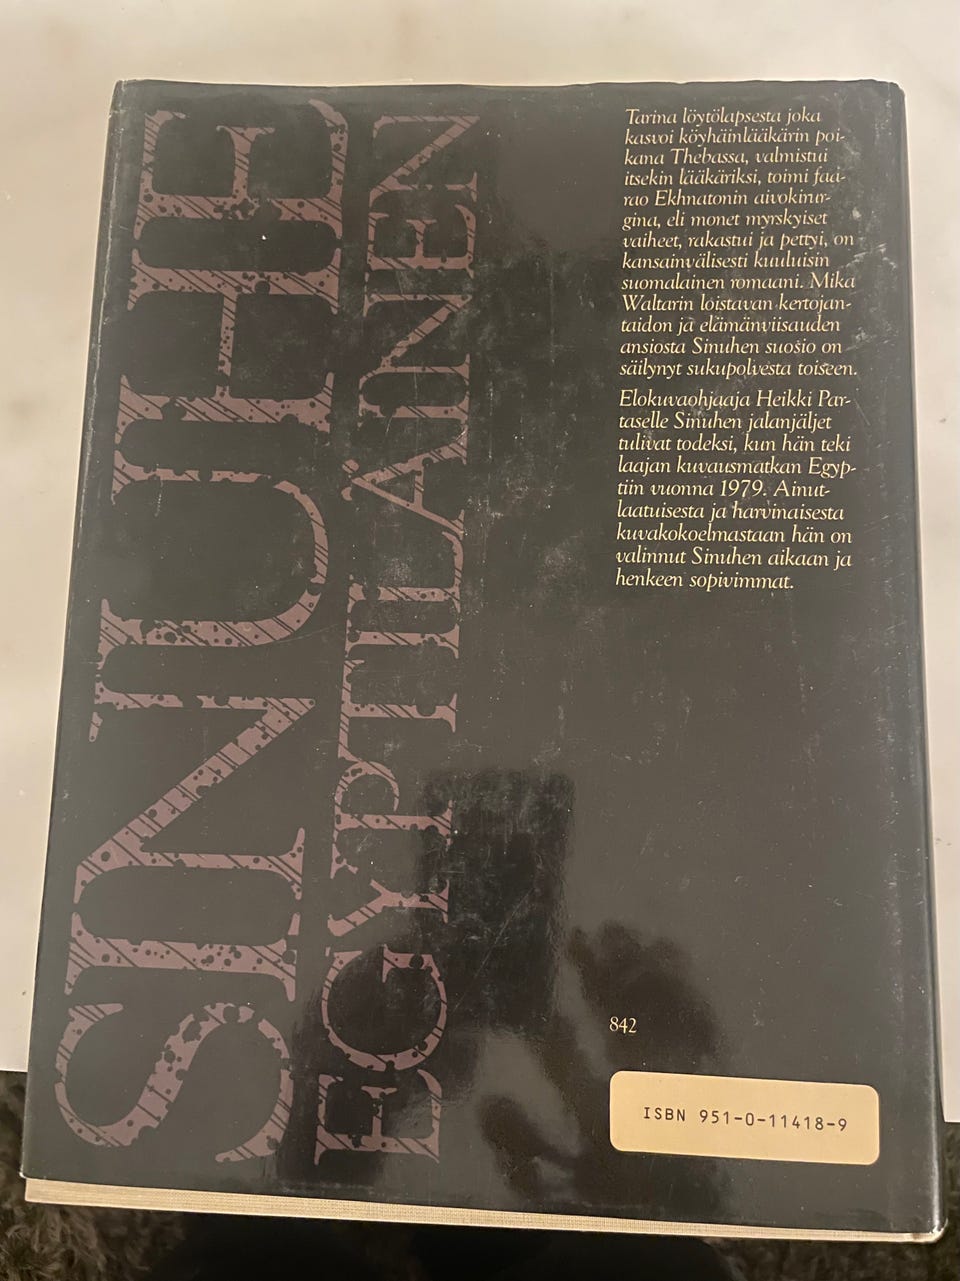 SINUHE
EGYPTILÄINEN
Tarina löytölapsesta joka
kasvoi köyhäinlääkärin poi-
kana Thebassa, valmistui
itsekin lääkäriksi, toimi faa-
rao Ekhnatonin aivokirur-
gina, eli monet myrskyiset
vaiheet, rakastui ja pettyi, on
kansainvälisesti kuuluisin
suomalainen romaani. Mika
Waltarin loistavan kertojan-
taidon ja elämänviisauden
ansiosta Sinuhen suosio on
säilynyt sukupolvesta toiseen.
Elokuvaohjaaja Heikki Par-
taselle Sinuhen jalanjäljet
tulivat todeksi, kun hän teki
laajan kuvausmatkan Egyp-
tiin vuonna 1979. Ainut-
laatuisesta ja harvinaisesta
kuvakokoelmastaan hän on
valinnut Sinuhen aikaan ja
henkeen sopivimmat.
842
ISBN 951-0-11418-9